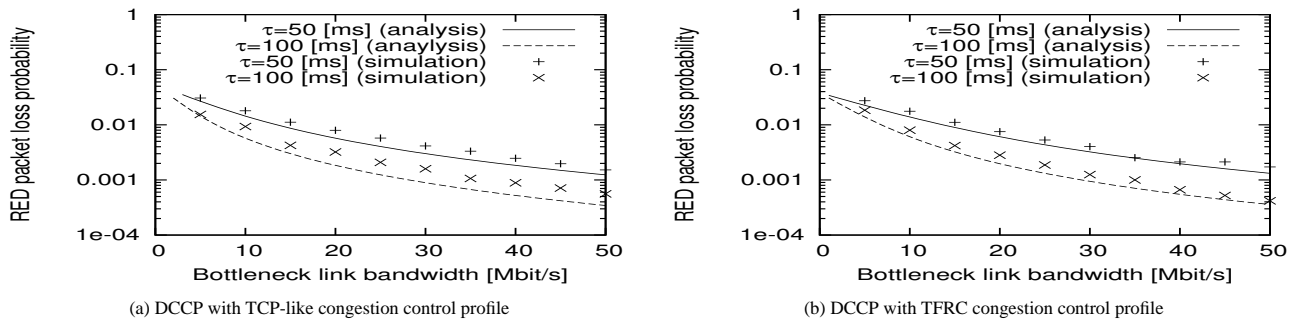 RED packet loss probability
1
0.1
0.01
0.001
1e-04
τ=50 [ms] (analysis)
τ=100 [ms] (anaylysis)
τ=50 [ms] (simulation)
τ=100 [ms] (simulation)
0 10 20 30 40 50
Bottleneck link bandwidth [Mbit/s]
(a) DCCP with TCP-like congestion control profile
RED packet loss probability
1
0.1
0.01
0.001
1e-04
τ=50 [ms] (analysis)
τ=100 [ms] (analysis)
τ=50 [ms] (simulation)
τ=100 [ms] (simulation)
0 10 20 30 40 50
Bottleneck link bandwidth [Mbit/s]
(b) DCCP with TFRC congestion control profile